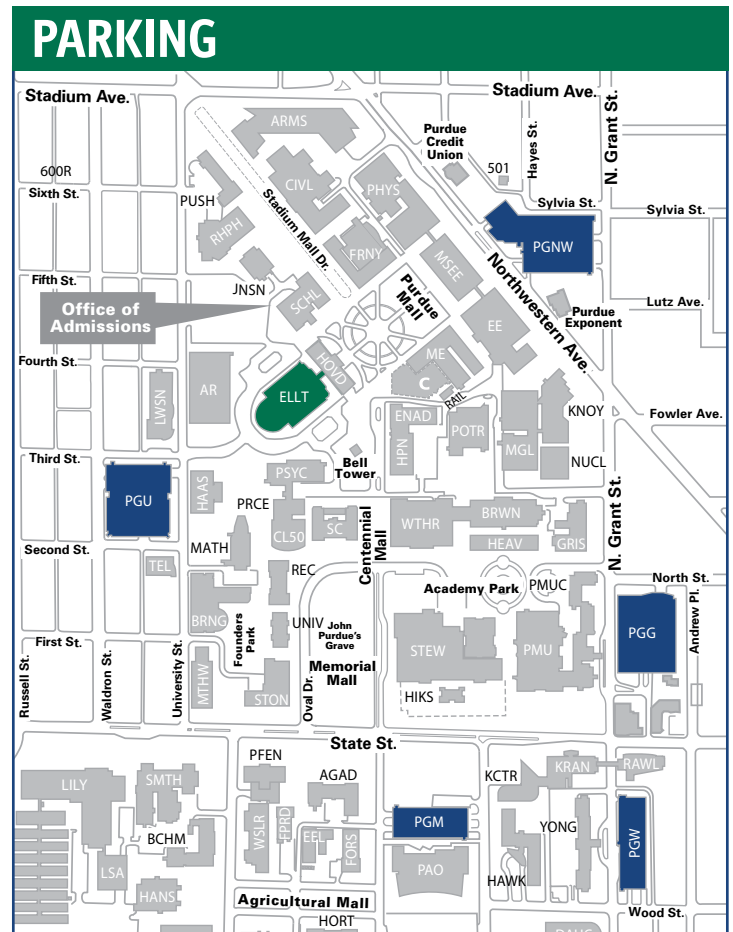 PARKING
Stadium Ave.
Stadium Ave.
ARMS
Purdue
Credit
Union
Hayes St.
N. Grant St.
600R
501
Sixth St.
PUSH
CIVL
PHYS
Sylvia St.
Sylvia St.
Stadium Mall Dr.
RHPH
FRNY
MSEE
PGNW
Northwestern Ave.
Fifth St.
JNSN
SCHL
Purdue
Mall
Office of
Admissions
EE
Purdue
Exponent
Lutz Ave.
Fourth St.
HOVD
ME
C
RAIL
AR
LWSN
ELLT
ENAD
HPN
POTR
MGL
KNOY
NUCL
Fowler Ave.
Third St.
Bell
Tower
PGU
HAAS
PSYC
PRCE
CL50
SC
Centennial
Mall
WTHR
BRWN
HEAV
GRIS
N. Grant St.
Second St.
MATH
TEL
REC
Academy Park
PMUC
North St.
BRNG
Founders
Park
UNIV
John
Purdue's
Grave
STEW
PMU
PGG
Andrew Pl.
First St.
Memorial
Mall
Russell St.
Waldron St.
University St.
MTHW
STON
Oval Dr.
HIKS
State St.
PFEN
AGAD
KCTR
KRAN
RAWL
LILY
SMTH
BCHM
WSLR
FPRD
EEL
FORS
PGM
PAO
YONG
PGW
HAWK
LSA
HANS
Agricultural Mall
Wood St.
HORT